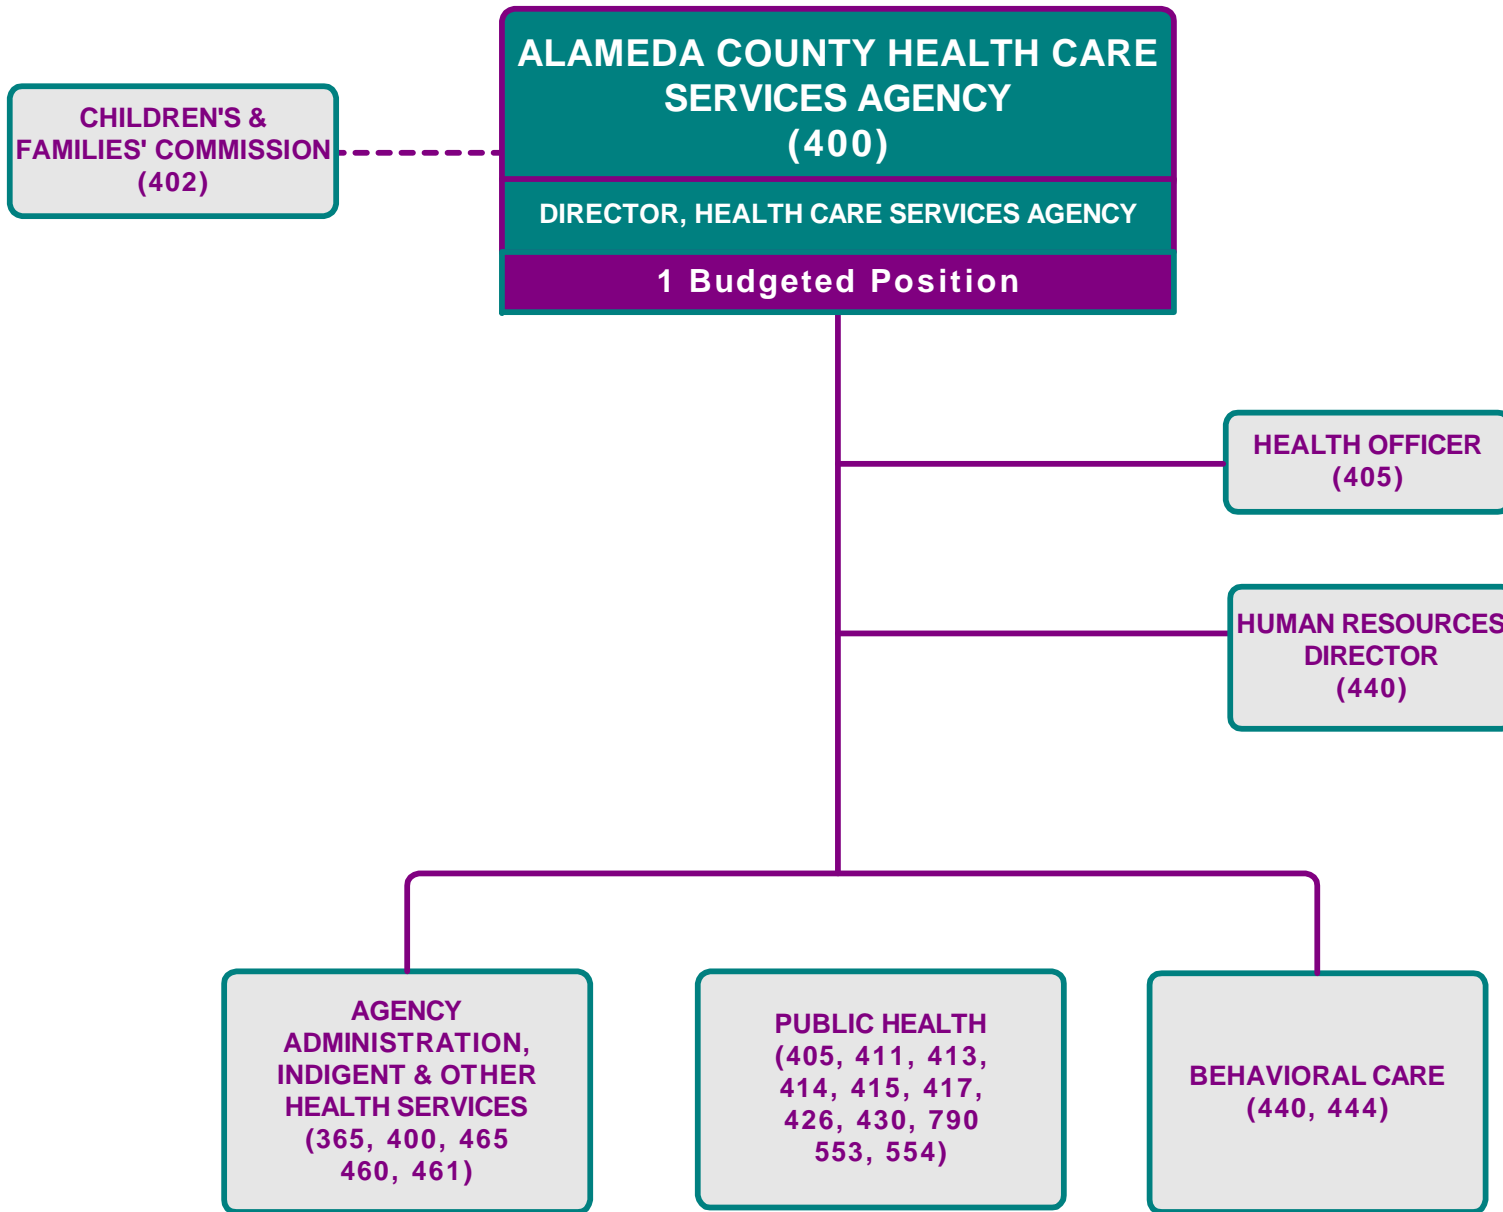 ALAMEDA COUNTY HEALTH CARE
SERVICES AGENCY
(400)
DIRECTOR, HEALTH CARE SERVICES AGENCY
1 Budgeted Position
CHILDREN'S &
FAMILIES' COMMISSION
(402)
HEALTH OFFICER
(405)
HUMAN RESOURCES
DIRECTOR
(440)
AGENCY
ADMINISTRATION,
INDIGENT & OTHER
HEALTH SERVICES
(365, 400, 465
460, 461)
PUBLIC HEALTH
(405, 411, 413,
414, 415, 417,
426, 430, 790
553, 554)
BEHAVIORAL CARE
(440, 444)